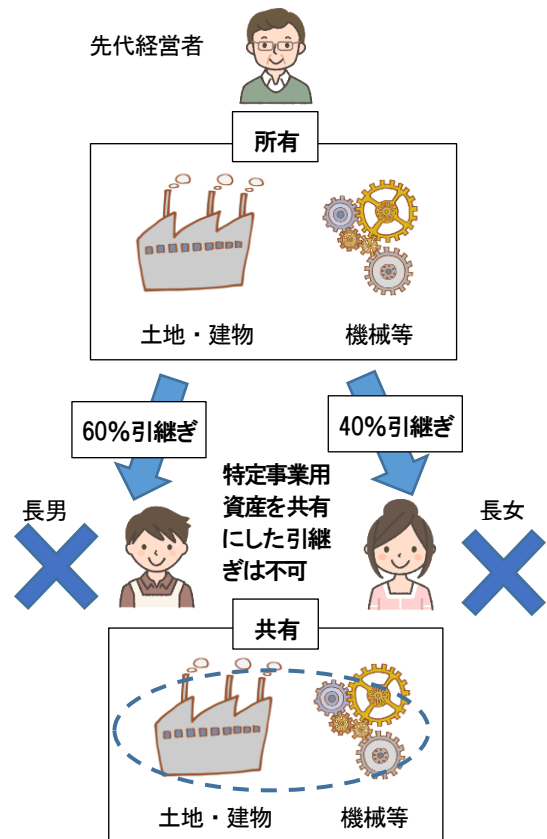 先代経営者
所有
土地・建物
機械等
60%引継ぎ
40%引継ぎ
特定事業用
資産を共有
にした引継
ぎは不可
長男
長女
共有
土地・建物
機械等